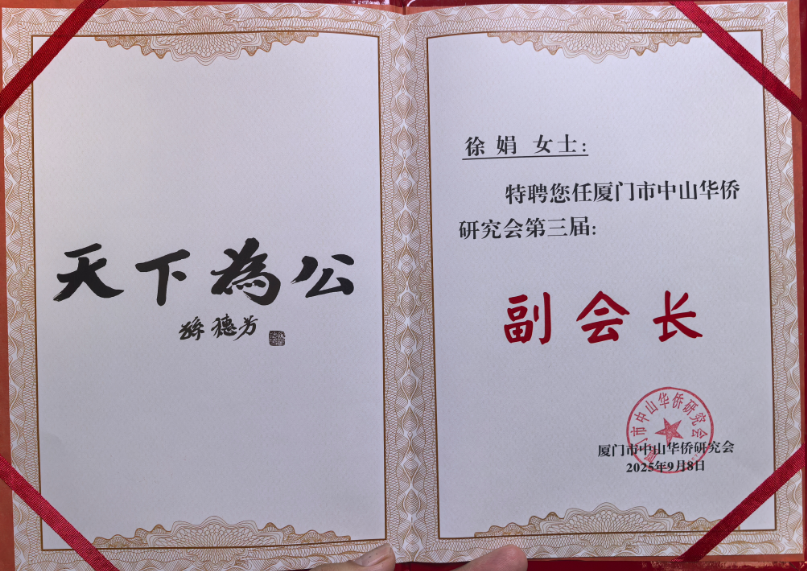 天下為公
孫穗芳
徐娟 女士：
特聘您任厦门市中山华侨
研究会第三届：
副会长
厦门市中山华侨研究会
厦门市中山华侨研究会
2025年9月8日